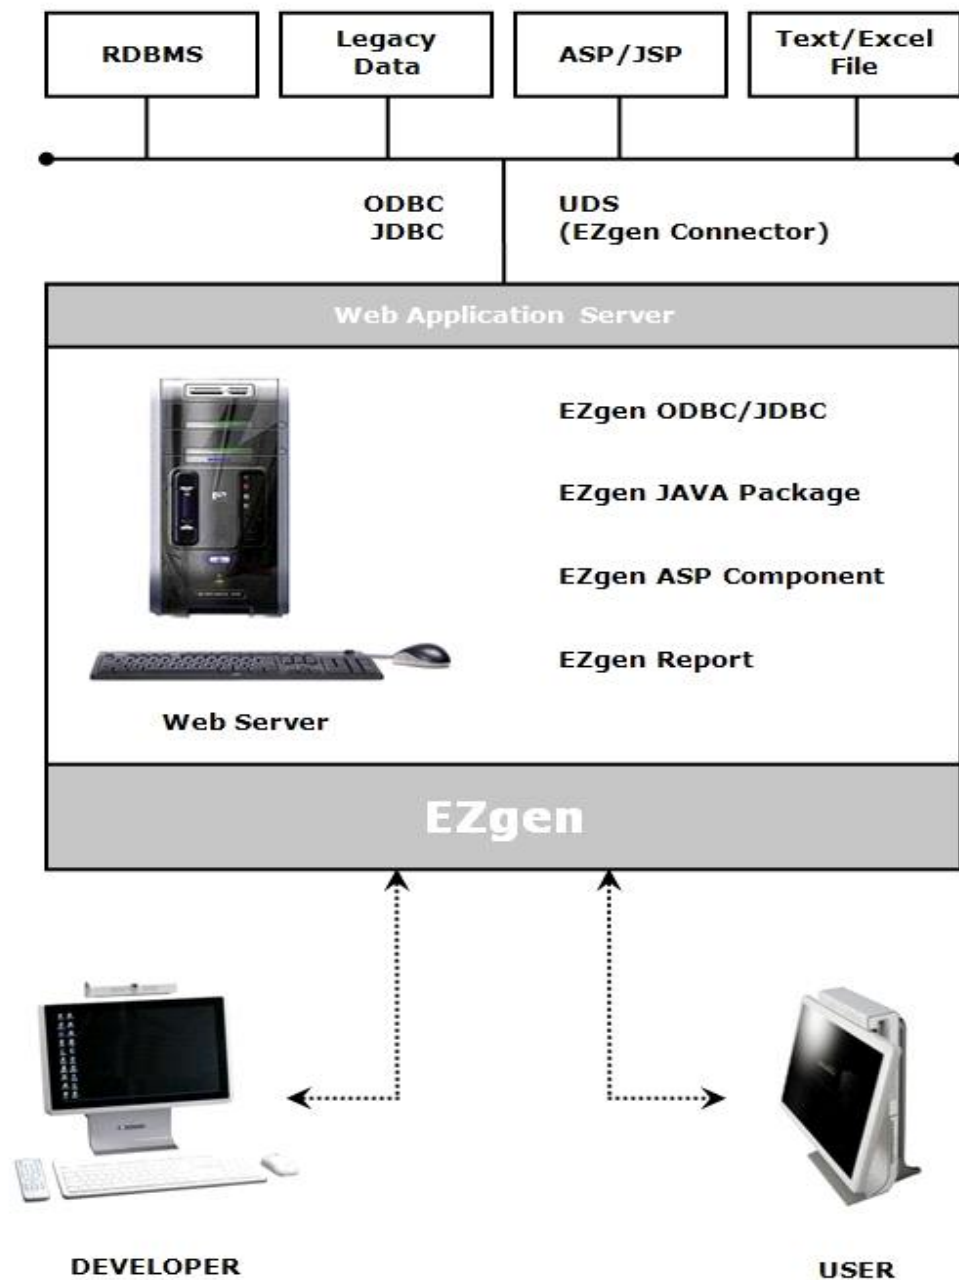 RDBMS
Legacy
Data
ASP/JSP
Text/Excel
File
ODBC
JDBC
UDS
(EZgen Connector)
Web Application Server
EZgen ODBC/JDBC
EZgen JAVA Package
EZgen ASP Component
EZgen Report
Web Server
EZgen
DEVELOPER
USER